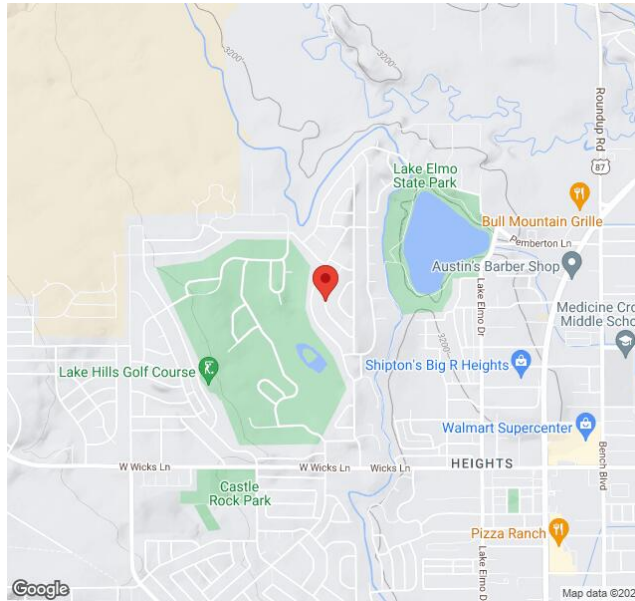 3200
3200
Roundup Rd
87
Lake Elmo
State Park
Bull Mountain Grille
Pemberton Ln
Austin's Barber Shop
Lake Elmo Dr
Medicine Cro
Middle Scho
3200
Shipton's Big R Heights
Lake Hills Golf Course
Walmart Supercenter
W Wicks Ln
W Wicks Ln
Wicks Ln
HEIGHTS
Bench Blvd
Castle
Rock Park
Pizza Ranch
Lake Elmo D
Google
Map data ©202